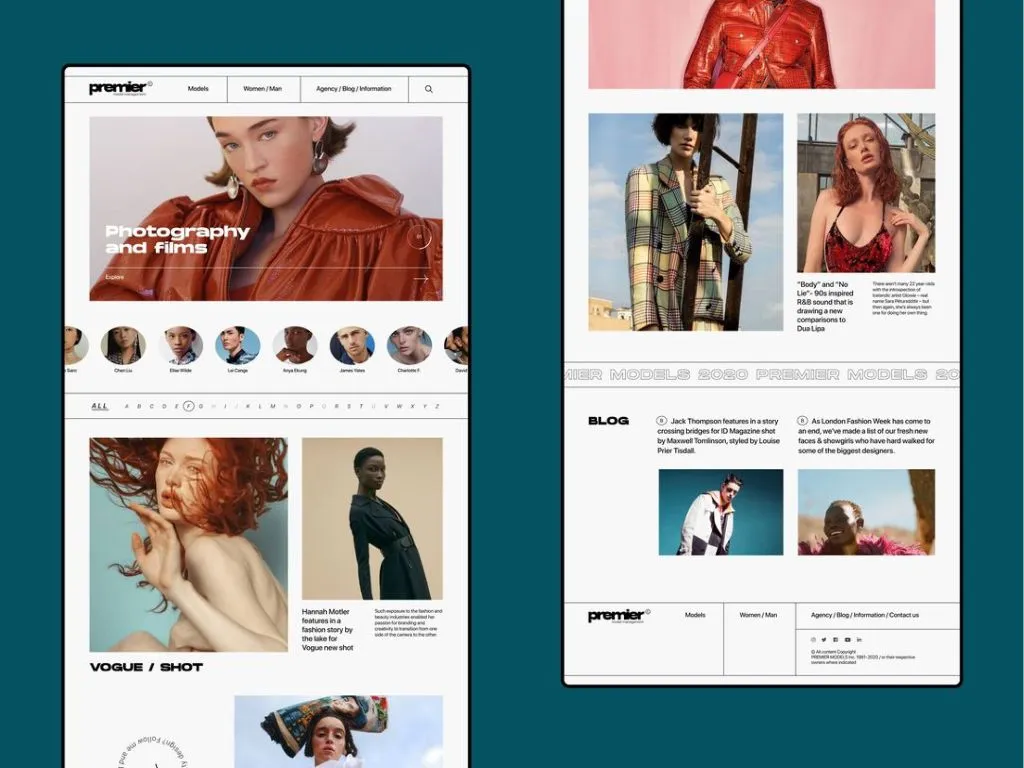 premier©
model management
Models
Women / Man
Agency / Blog / Information
Photography
and films
Explore
Chen Liu
Elise Wilde
Lei Conge
Anya Ekung
James Yates
Charlotte F.
David
ALL A B C D E F G H I J K L M N O P Q R S T U V W X Y Z
Hannah Motler
features in a
fashion story by
the lake for
Vogue new shot
Such exposure to the fashion and
beauty industries enabled her
passion for branding and
creativity to transition from one
side of the camera to the other.
VOGUE / SHOT
design? Follow me and
"Body" and "No
Lie"- 90s inspired
R&B sound that is
drawing a new
comparisons to
Dua Lipa
There aren't many 22 year-olds
with the introspection of
Icelandic artist Glowie – real
name Sara Pétursdóttir – but
then again, she's always been
one for doing her own thing.
MIER MODELS 2020 PREMIER MODELS 20
BLOG
B Jack Thompson features in a story
crossing bridges for ID Magazine shot
by Maxwell Tomlinson, styled by Louise
Prier Tisdall.
B As London Fashion Week has come to
an end, we've made a list of our fresh new
faces & showgirls who have hard walked for
some of the biggest designers.
premier©
model management
Models
Women / Man
Agency / Blog / Information / Contact us
© All content Copyright
PREMIER MODELS Inc. 1981-2020 / or their respective
owners where indicated